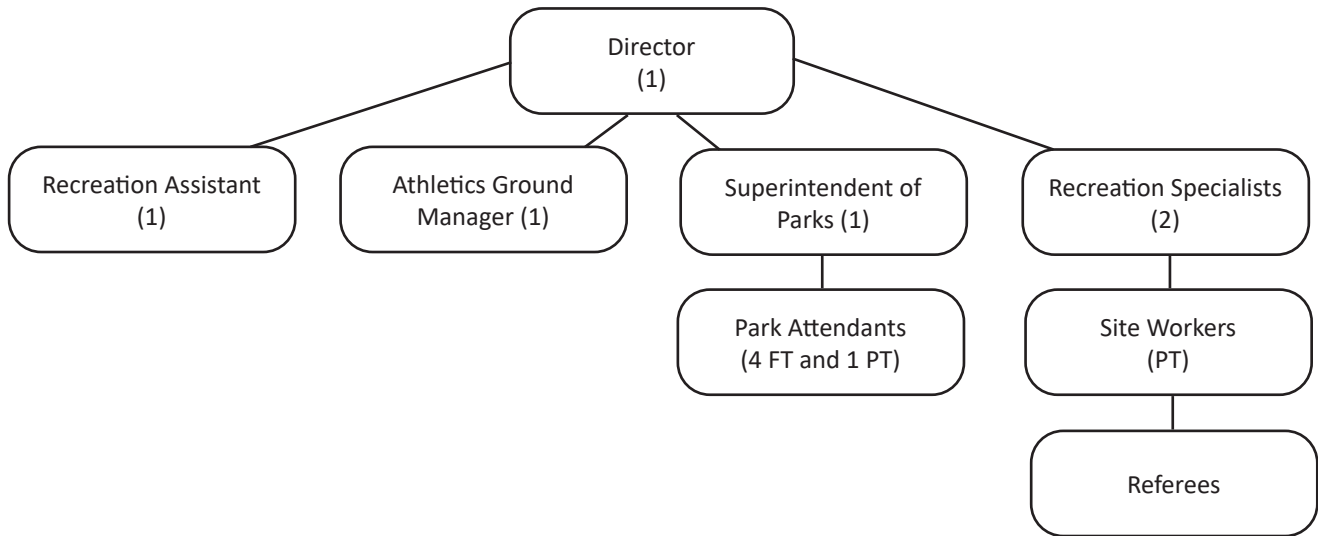 Director
(1)
Recreation Assistant
(1)
Athletics Ground
Manager (1)
Superintendent of
Parks (1)
Recreation Specialists
(2)
Park Attendants
(4 FT and 1 PT)
Site Workers
(PT)
Referees